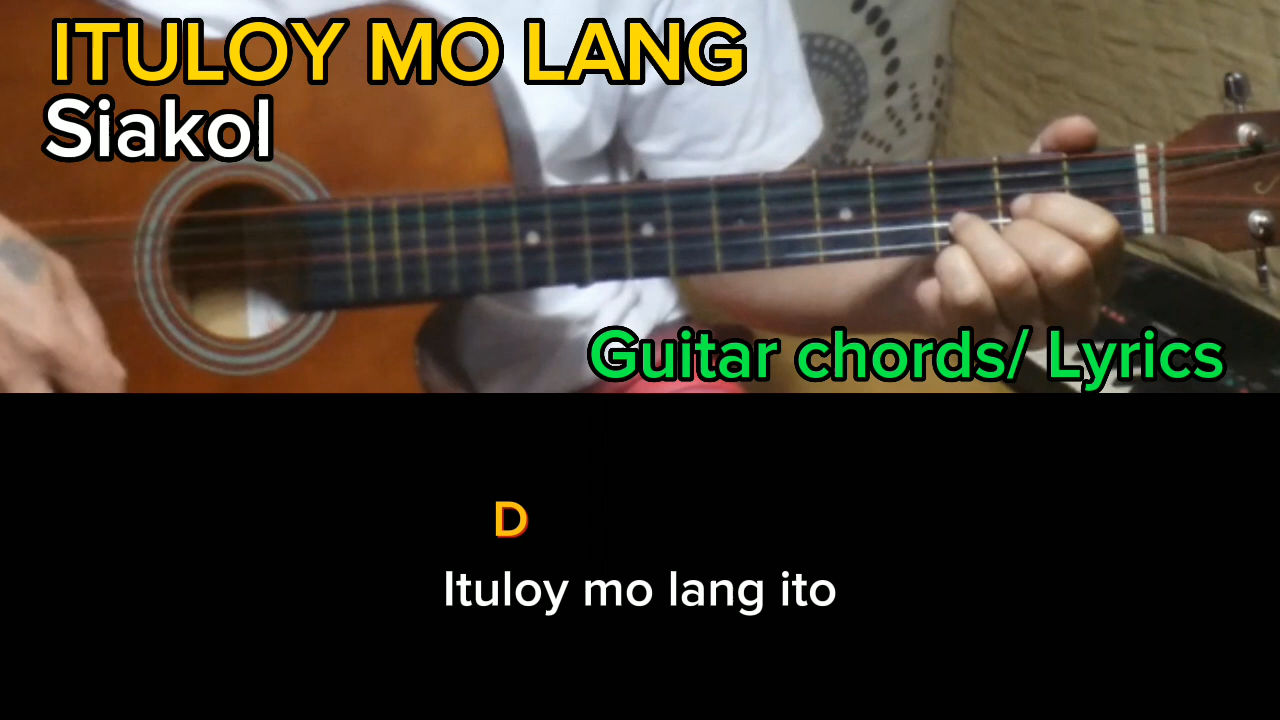 ITULOY MO LANG
Siakol
Guitar chords/ Lyrics
D
Ituloy mo lang ito